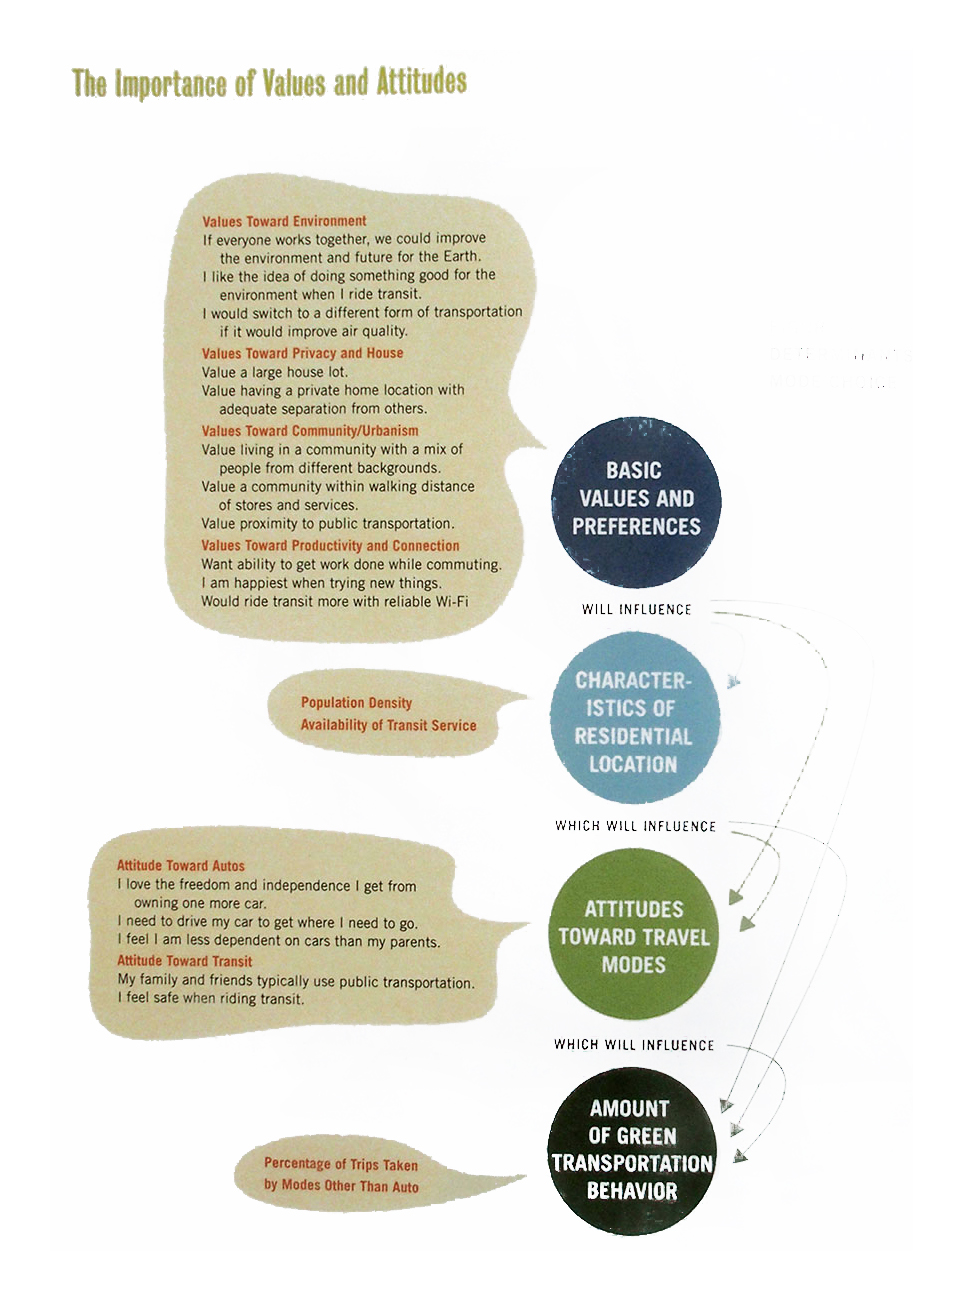 The Importance of Values and Attitudes
Values Toward Environment
If everyone works together, we could improve
the environment and future for the Earth.
I like the idea of doing something good for the
environment when I ride transit.
I would switch to a different form of transportation
if it would improve air quality.
Values Toward Privacy and House
Value a large house lot.
Value having a private home location with
adequate separation from others.
Values Toward Community/Urbanism
Value living in a community with a mix of
people from different backgrounds.
Value a community within walking distance
of stores and services.
Value proximity to public transportation.
Values Toward Productivity and Connection
Want ability to get work done while commuting.
I am happiest when trying new things.
Would ride transit more with reliable Wi-Fi
BASIC
VALUES AND
PREFERENCES
WILL INFLUENCE
Population Density
Availability of Transit Service
CHARACTER-
ISTICS OF
RESIDENTIAL
LOCATION
WHICH WILL INFLUENCE
Attitude Toward Autos
I love the freedom and independence I get from
owning one more car.
I need to drive my car to get where I need to go.
I feel I am less dependent on cars than my parents.
Attitude Toward Transit
My family and friends typically use public transportation.
I feel safe when riding transit.
ATTITUDES
TOWARD TRAVEL
MODES
WHICH WILL INFLUENCE
Percentage of Trips Taken
by Modes Other Than Auto
AMOUNT
OF GREEN
TRANSPORTATION
BEHAVIOR